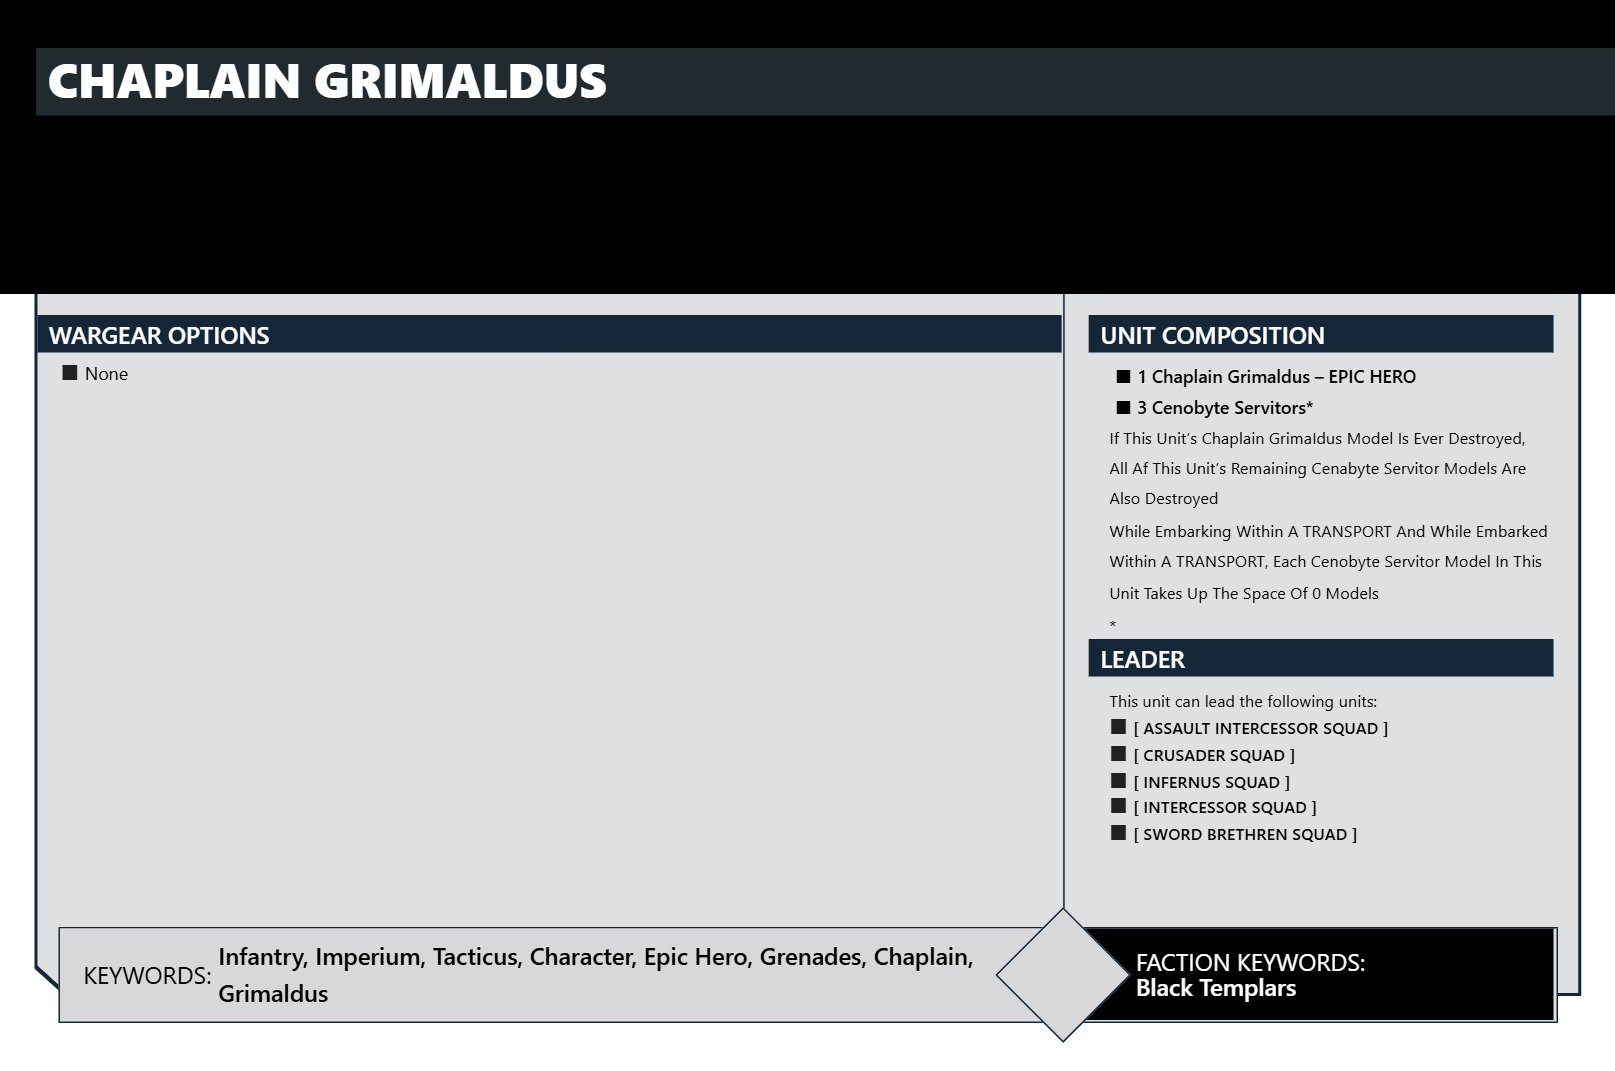 CHAPLAIN GRIMALDUS
WARGEAR OPTIONS
■ None
UNIT COMPOSITION
■ 1 Chaplain Grimaldus – EPIC HERO
■ 3 Cenobyte Servitors*
If This Unit’s Chaplain Grimaldus Model Is Ever Destroyed,
All Af This Unit’s Remaining Cenabyte Servitor Models Are
Also Destroyed
While Embarking Within A TRANSPORT And While Embarked
Within A TRANSPORT, Each Cenobyte Servitor Model In This
Unit Takes Up The Space Of 0 Models
*
LEADER
This unit can lead the following units:
■ [ ASSAULT INTERCESSOR SQUAD ]
■ [ CRUSADER SQUAD ]
■ [ INFERNUS SQUAD ]
■ [ INTERCESSOR SQUAD ]
■ [ SWORD BRETHREN SQUAD ]
KEYWORDS: Infantry, Imperium, Tacticus, Character, Epic Hero, Grenades, Chaplain,
Grimaldus
FACTION KEYWORDS:
Black Templars